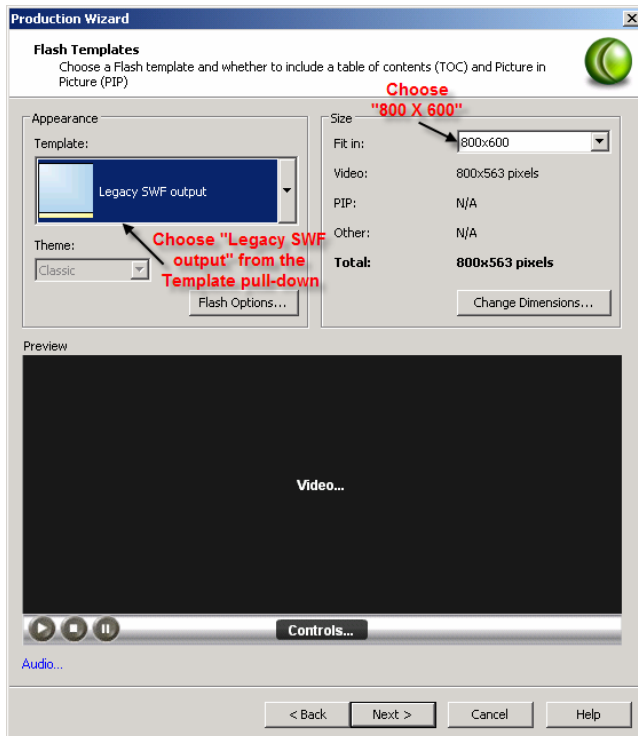 Production Wizard
Flash Templates
Choose a Flash template and whether to include a table of contents (TOC) and Picture in
Picture (PIP)
Choose
"800 X 600"
Appearance
Template:
Legacy SWF output
Choose "Legacy SWF
output" from the
Template pull-down
Theme:
Classic
Flash Options...
Size
Fit in:
800x600
Video:
800x563 pixels
PIP:
N/A
Other:
N/A
Total:
800x563 pixels
Change Dimensions...
Preview
Video...
Controls...
Audio...
< Back
Next >
Cancel
Help